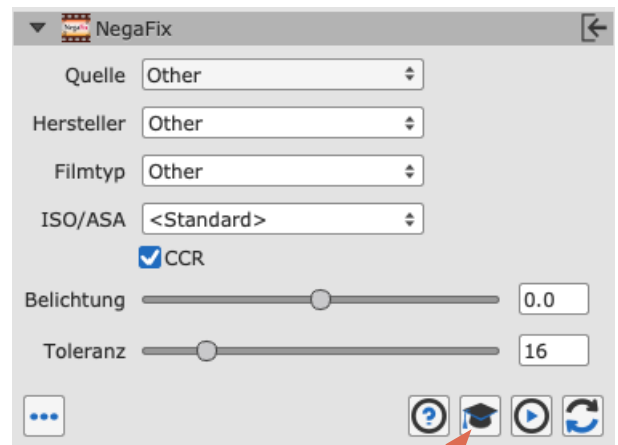 NegaFix
Quelle Other
Hersteller Other
Filmtyp Other
ISO/ASA <Standard>
CCR
Belichtung 0.0
Toleranz 16